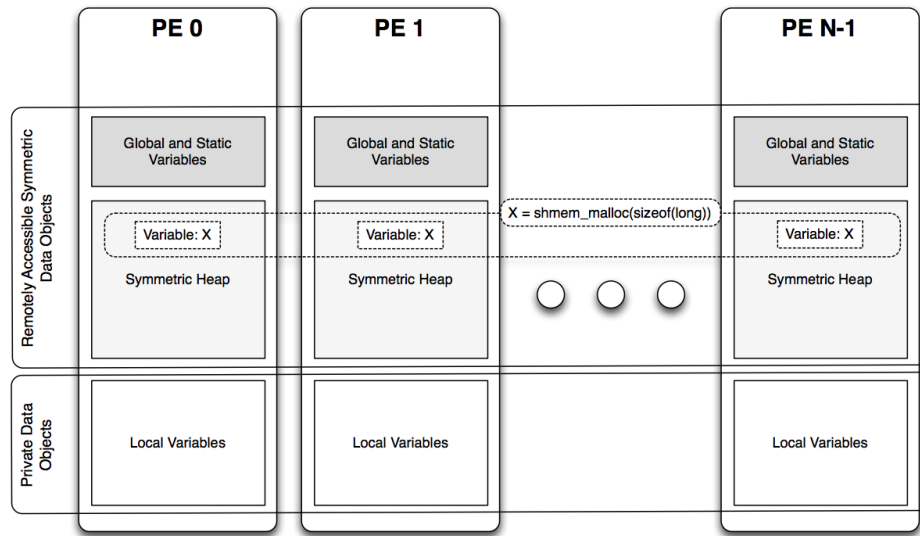 PE 0
PE 1
PE N-1
Remotely Accessible Symmetric
Data Objects
Global and Static
Variables
Global and Static
Variables
Global and Static
Variables
X = shmem_malloc(sizeof(long))
Variable: X
Variable: X
Variable: X
Symmetric Heap
Symmetric Heap
Symmetric Heap
Private Data
Objects
Local Variables
Local Variables
Local Variables